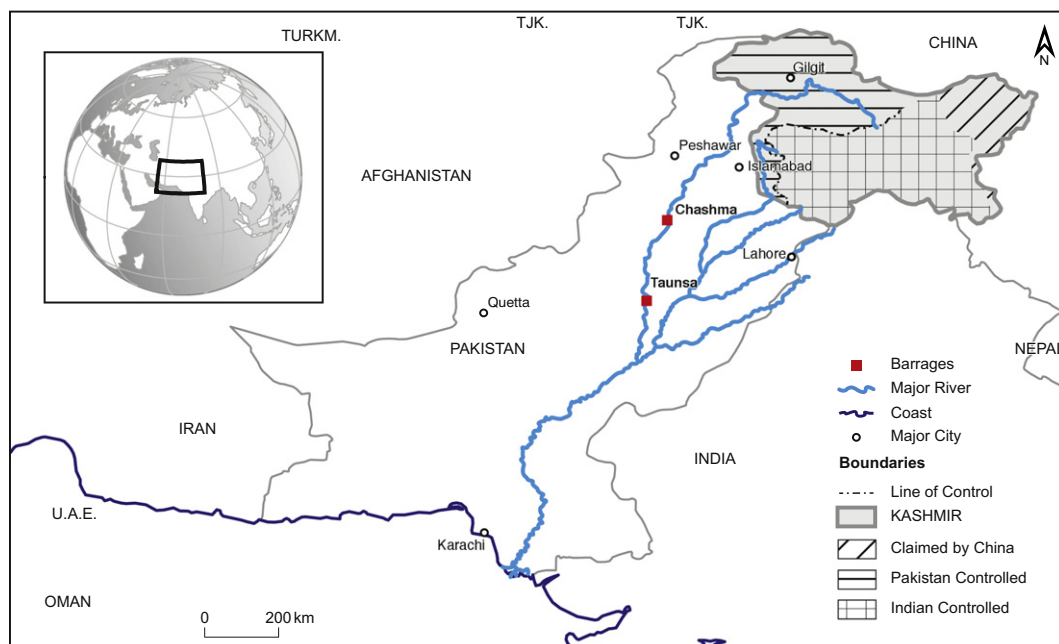 TURKM.
TJK.
TJK.
CHINA
N
Gilgit
Peshawar
Islamabad
AFGHANISTAN
Chashma
Lahore
Taunsa
Quetta
PAKISTAN
NEPAL
Barrages
Major River
Coast
Major City
Boundaries
Line of Control
KASHMIR
Claimed by China
Pakistan Controlled
Indian Controlled
IRAN
INDIA
U.A.E.
Karachi
OMAN
0 200 km